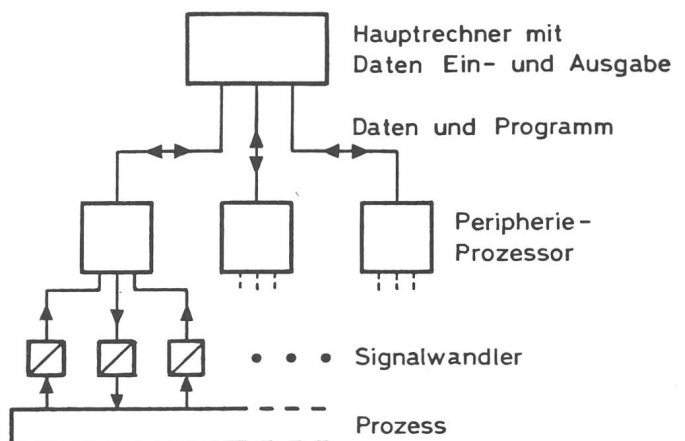 Hauptrechner mit
Daten Ein- und Ausgabe
Daten und Programm
Peripherie-
Prozessor
Signalwandler
Prozess